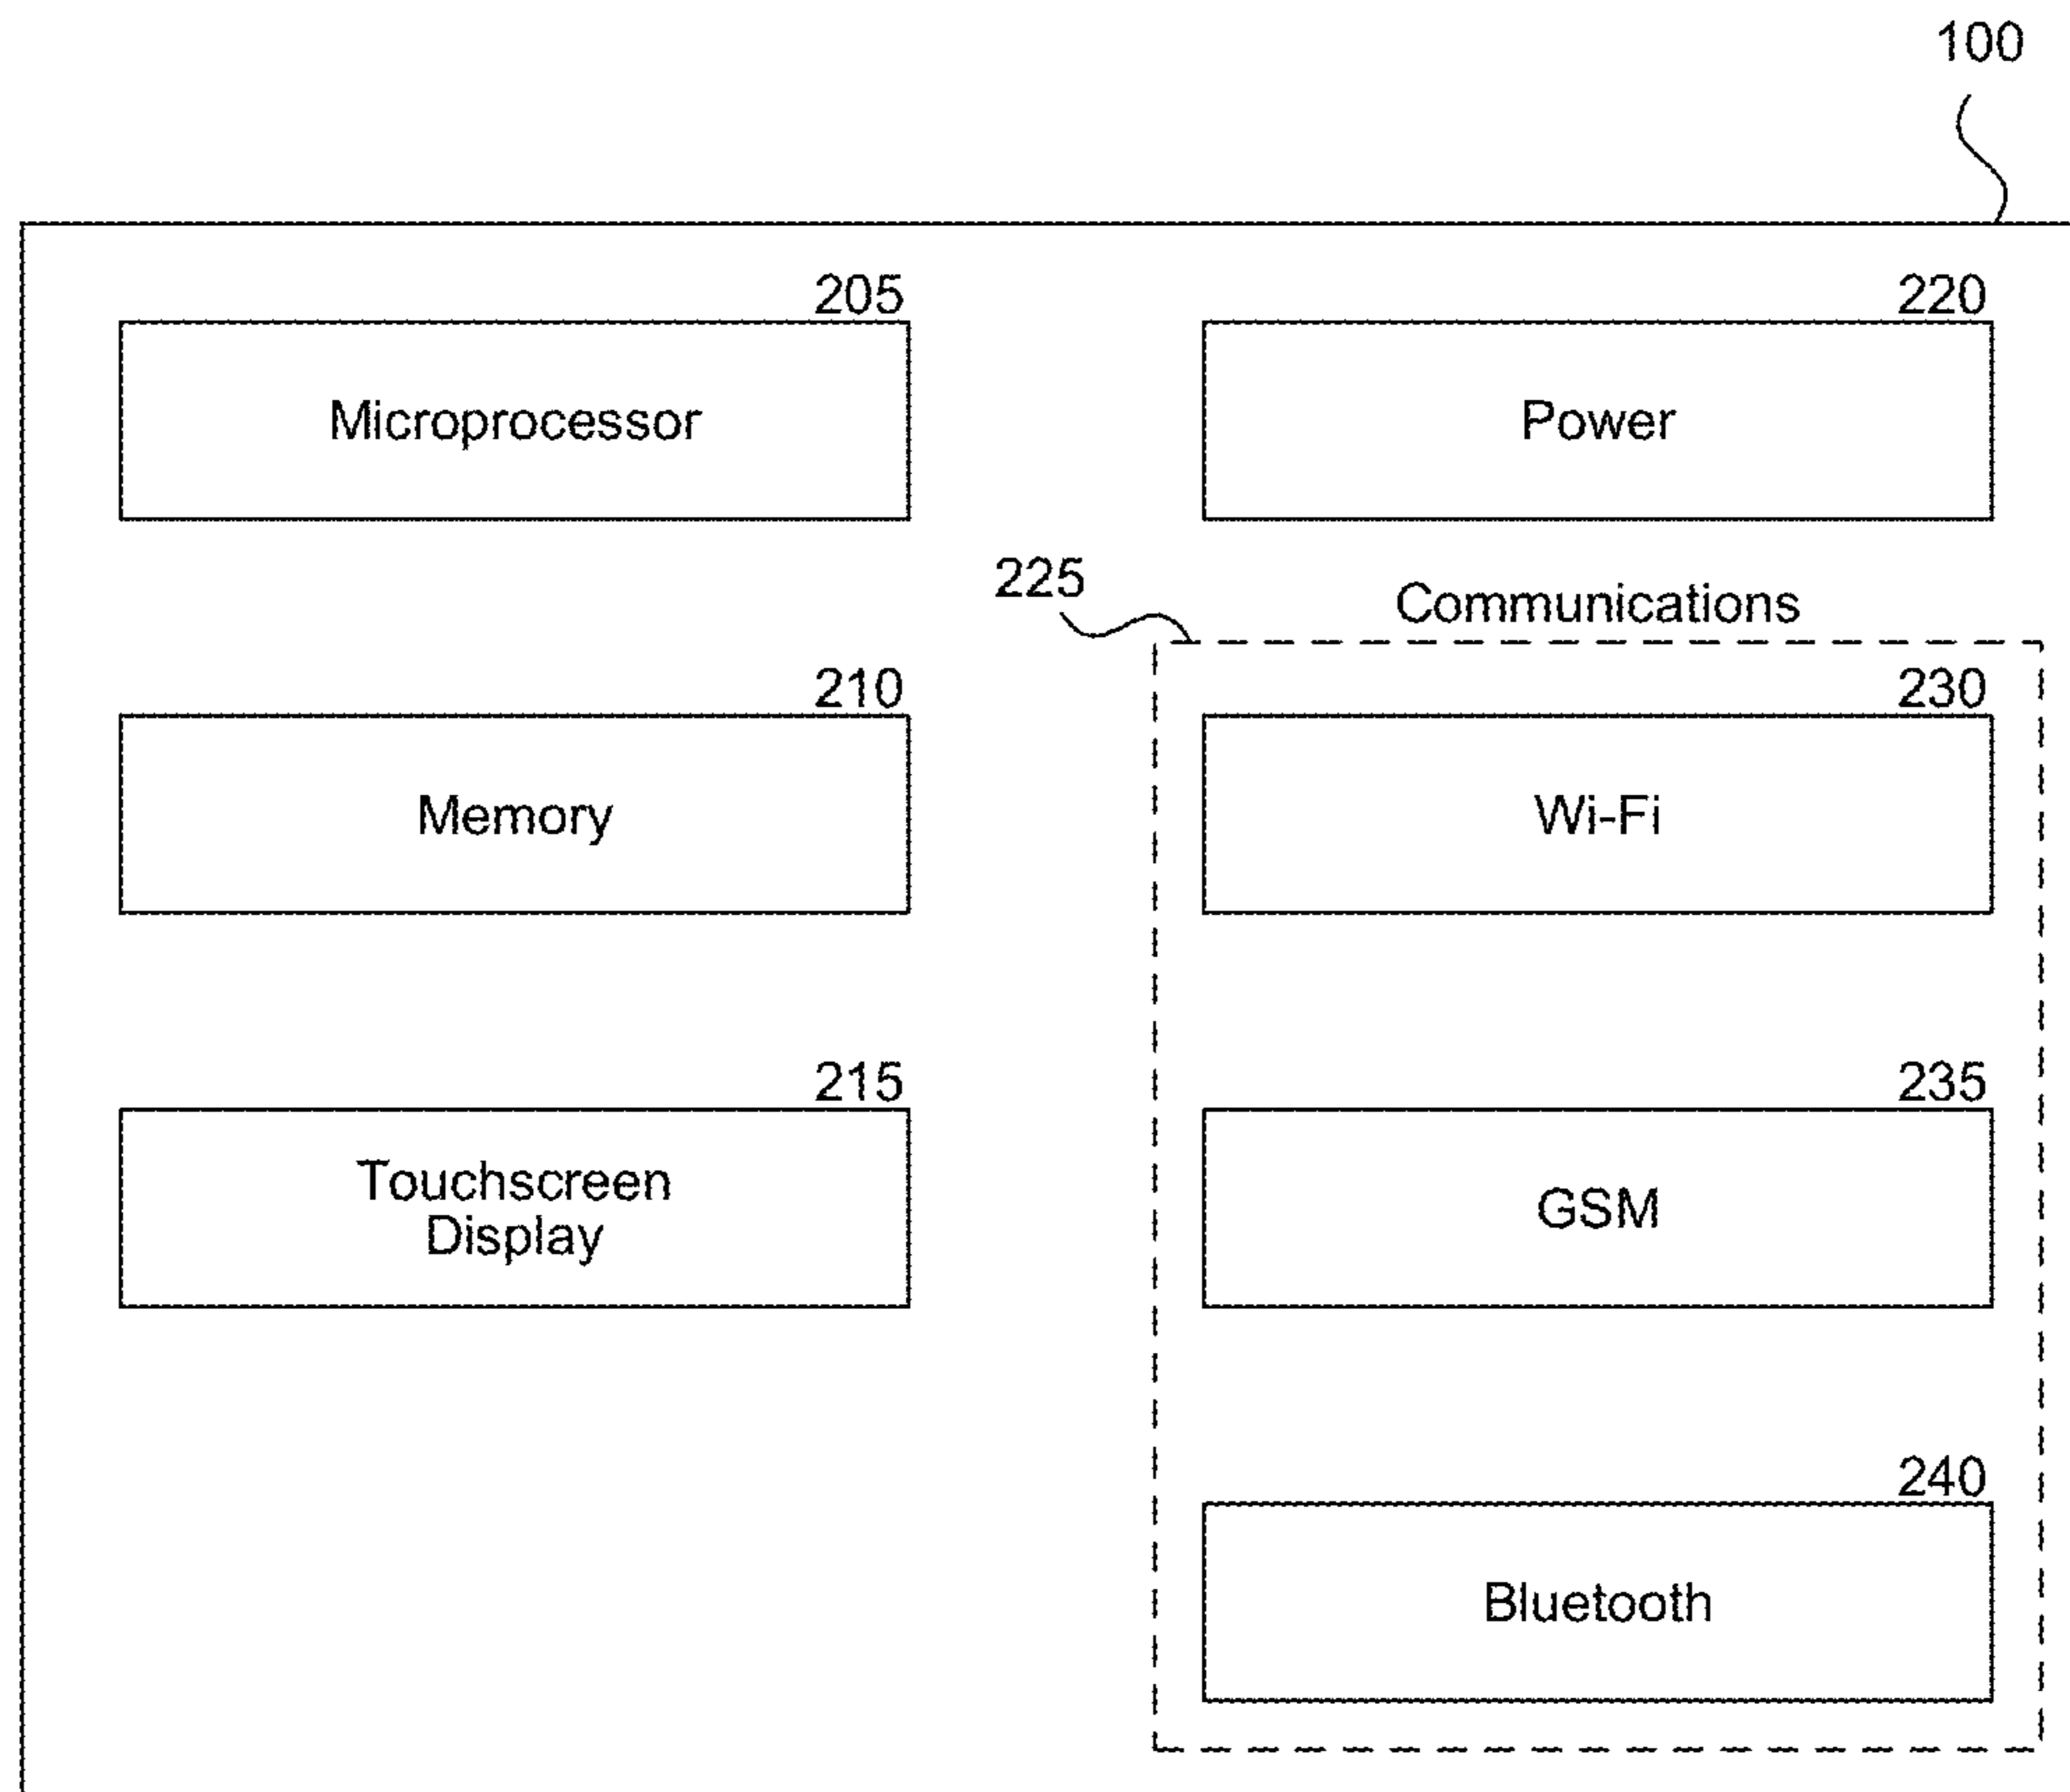 100
205
Microprocessor
220
Power
225
Communications
210
Memory
230
Wi-Fi
215
Touchscreen
Display
235
GSM
240
Bluetooth